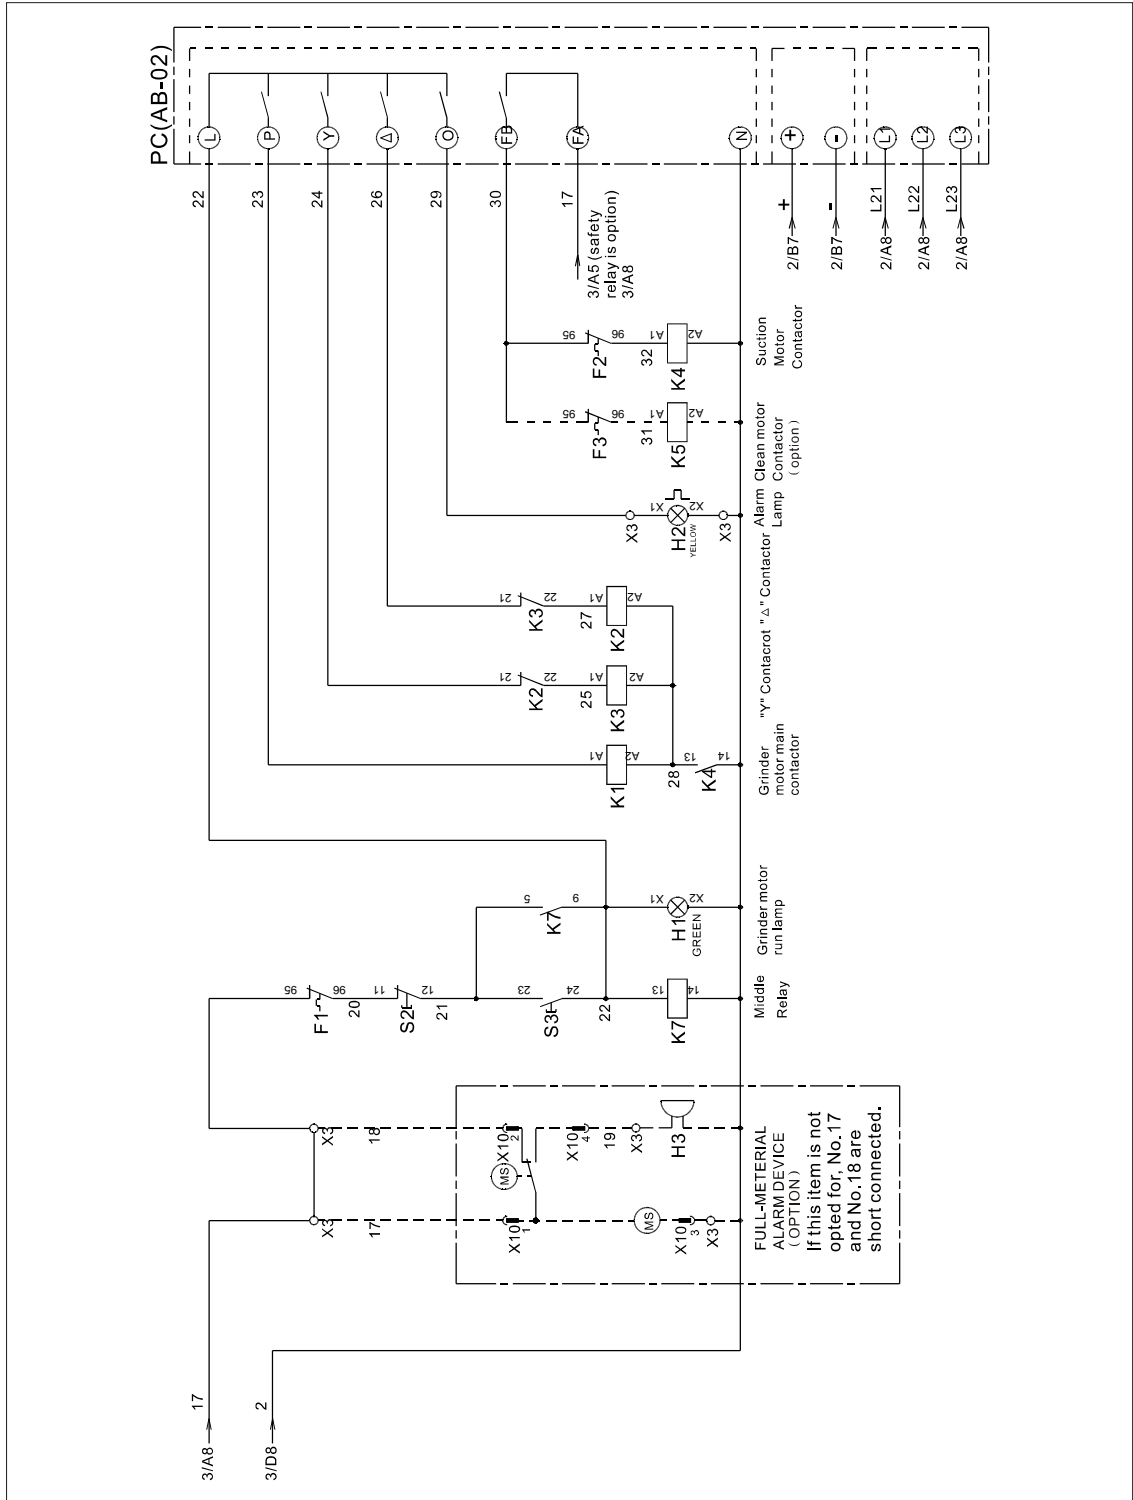 PC(AB-02)
L
P
Y
Δ
O
FB
FA
N
+
-
L1
L2
L3
22
23
24
26
29
30
17
+
-
L21
L22
L23
2/B7
2/B7
2/A8
2/A8
2/A8
3/A5 (safety
relay is option)
3/A8
95
F2
96
32
A1
K4
A2
Suction
Motor
Contactor
95
F3
96
31
A1
K5
A2
Clean motor
Contactor
(option)
X3
X1
H2
YELLOW
X2
X3
Alarm
Lamp
21
K3
22
27
A1
K2
A2
"Δ" Contactor
21
K2
22
25
A1
K3
A2
"Y" Contacrot
A1
K1
A2
28
13
K4
14
Grinder
motor main
contactor
5
K7
9
X1
H1
GREEN
X2
Grinder motor
run lamp
95
F1
96
20
11
S2
12
21
23
S3
24
22
13
K7
14
Middle
Relay
X3
18
X10
2
MS
X10
4
19
X3
H3
X3
17
X10
1
MS
X10
3
X3
FULL-METERIAL
ALARM DEVICE
(OPTION)
If this item is not
opted for, No.17
and No.18 are
short connected.
17
3/A8
2
3/D8